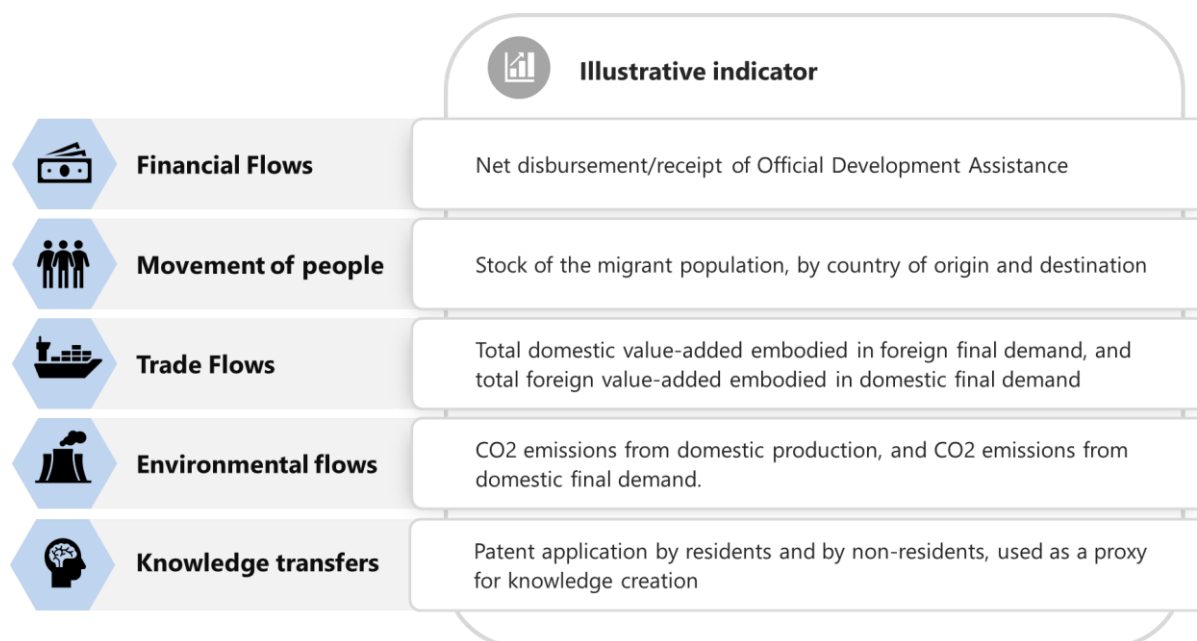 Illustrative indicator
Financial Flows
Net disbursement/receipt of Official Development Assistance
Movement of people
Stock of the migrant population, by country of origin and destination
Trade Flows
Total domestic value-added embodied in foreign final demand, and
total foreign value-added embodied in domestic final demand
Environmental flows
CO2 emissions from domestic production, and CO2 emissions from
domestic final demand.
Knowledge transfers
Patent application by residents and by non-residents, used as a proxy
for knowledge creation